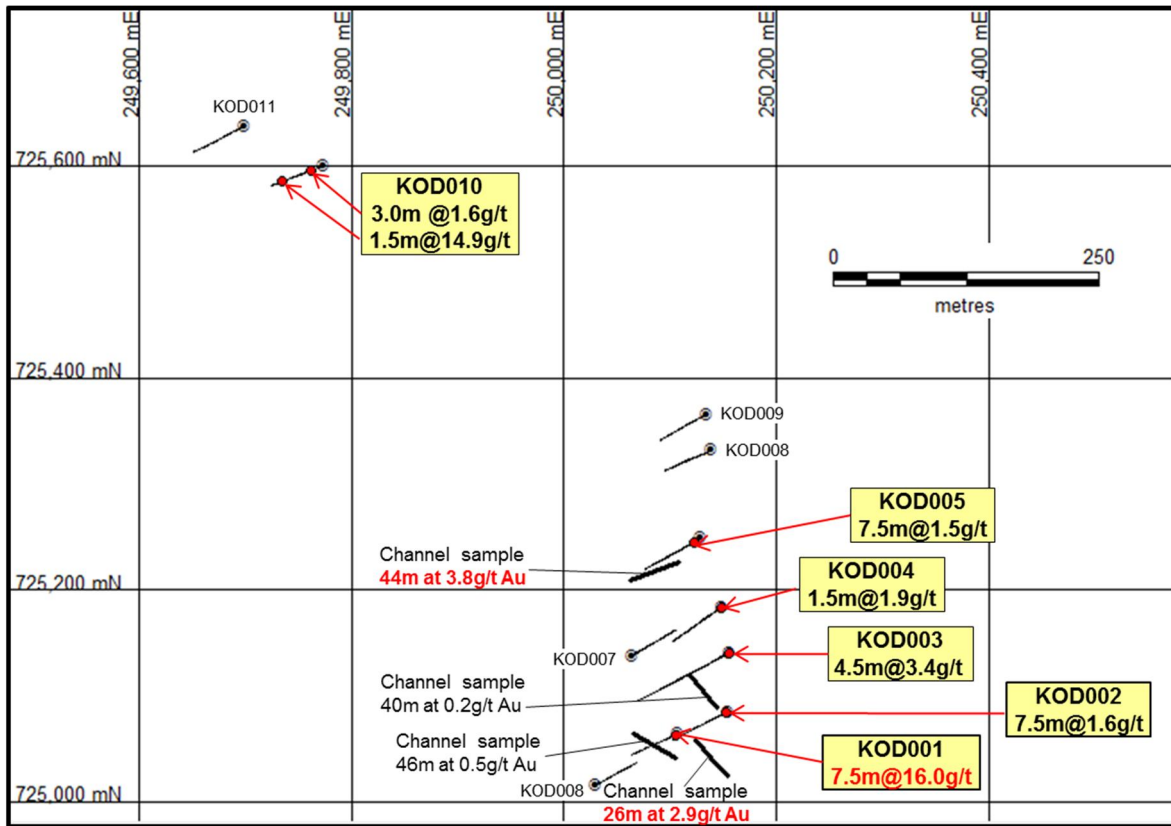 249,600 mE
249,800 mE
250,000 mE
250,200 mE
250,400 mE
KOD011
725,600 mN
KOD010
3.0m @1.6g/t
1.5m@14.9g/t
0 250
metres
725,400 mN
KOD009
KOD008
KOD005
7.5m@1.5g/t
Channel sample
44m at 3.8g/t Au
725,200 mN
KOD004
1.5m@1.9g/t
KOD003
4.5m@3.4g/t
KOD007
Channel sample
40m at 0.2g/t Au
KOD002
7.5m@1.6g/t
Channel sample
46m at 0.5g/t Au
KOD001
7.5m@16.0g/t
KOD008
Channel sample
26m at 2.9g/t Au
725,000 mN